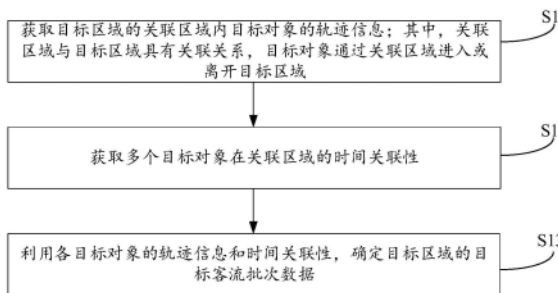 S1
获取目标区域的关联区域内目标对象的轨迹信息；其中，关联
区域与目标区域具有关联关系，目标对象通过关联区域进入或
离开目标区域
S1
获取多个目标对象在关联区域的时间关联性
S13
利用各目标对象的轨迹信息和时间关联性，确定目标区域的目
标客流批次数据